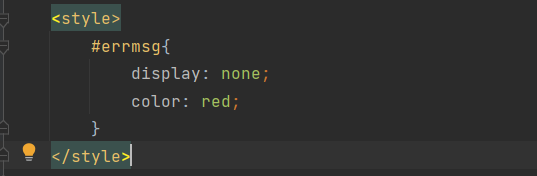 <style>
    #errmsg{
        display: none;
        color: red;
    }
</style>